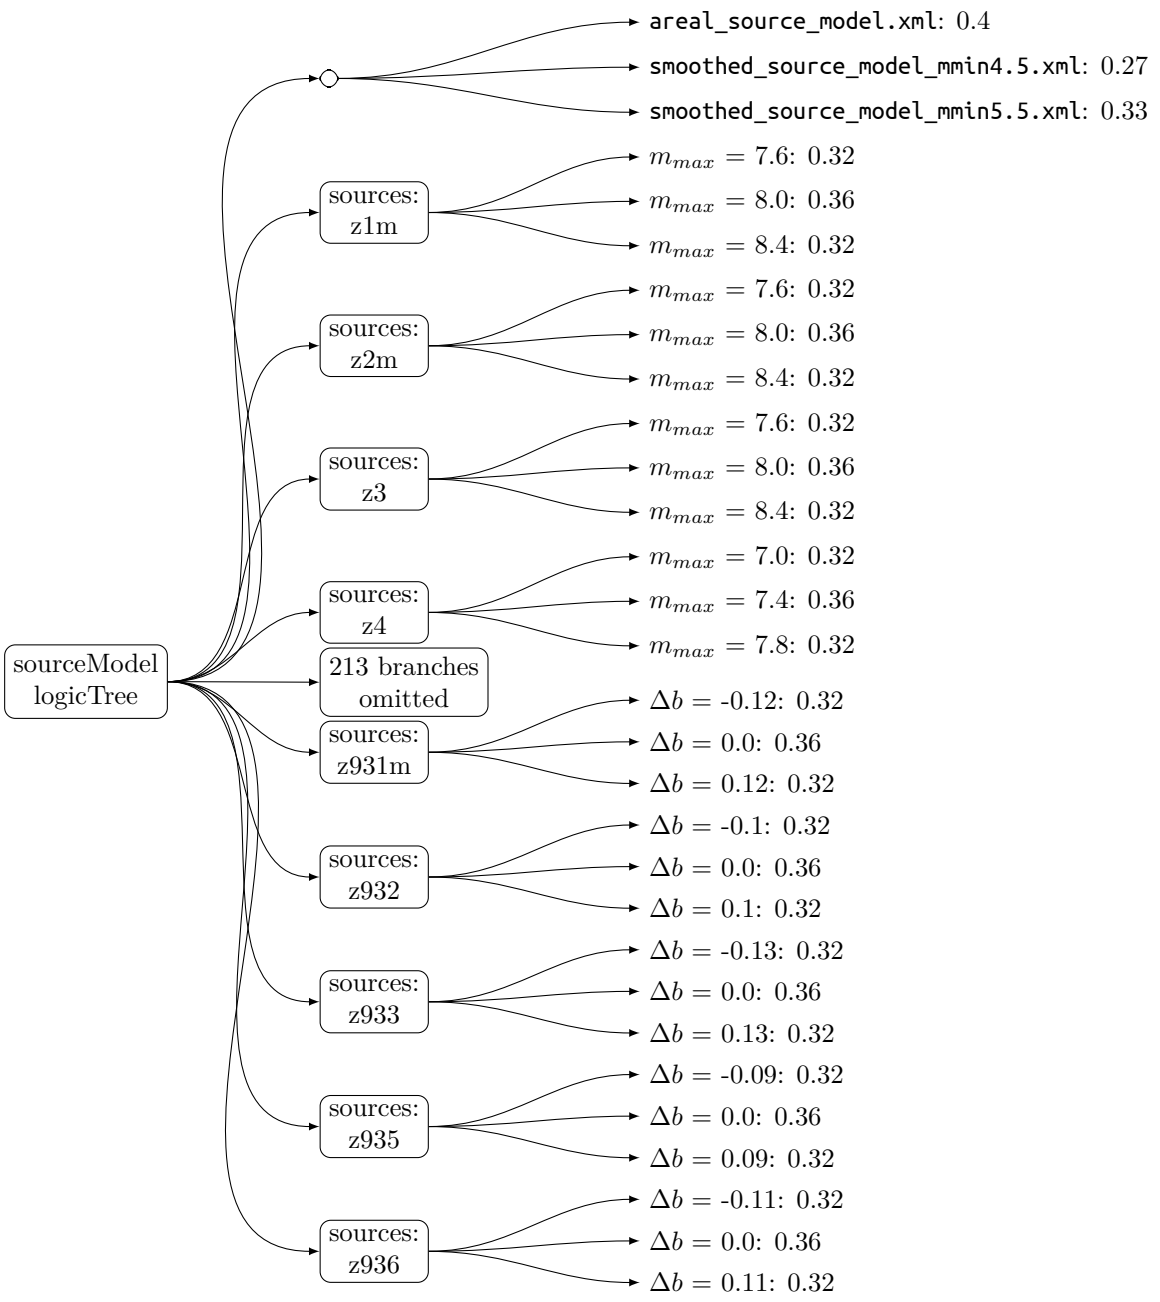 areal_source_model.xml: 0.4
smoothed_source_model_mmin4.5.xml: 0.27
smoothed_source_model_mmin5.5.xml: 0.33
sources:
z1m
m_max = 7.6: 0.32
m_max = 8.0: 0.36
m_max = 8.4: 0.32
sources:
z2m
m_max = 7.6: 0.32
m_max = 8.0: 0.36
m_max = 8.4: 0.32
sources:
z3
m_max = 7.6: 0.32
m_max = 8.0: 0.36
m_max = 8.4: 0.32
sources:
z4
m_max = 7.0: 0.32
m_max = 7.4: 0.36
m_max = 7.8: 0.32
sourceModel
logicTree
213 branches
omitted
sources:
z931m
Δb = -0.12: 0.32
Δb = 0.0: 0.36
Δb = 0.12: 0.32
sources:
z932
Δb = -0.1: 0.32
Δb = 0.0: 0.36
Δb = 0.1: 0.32
sources:
z933
Δb = -0.13: 0.32
Δb = 0.0: 0.36
Δb = 0.13: 0.32
sources:
z935
Δb = -0.09: 0.32
Δb = 0.0: 0.36
Δb = 0.09: 0.32
sources:
z936
Δb = -0.11: 0.32
Δb = 0.0: 0.36
Δb = 0.11: 0.32